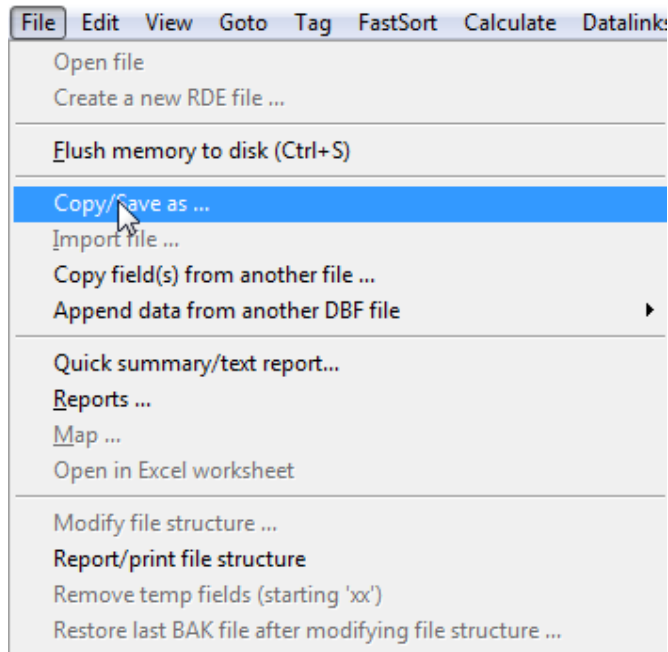 File Edit View Goto Tag FastSort Calculate Datalinks
Open file
Create a new RDE file ...
Flush memory to disk (Ctrl+S)
Copy/Save as ...
Import file ...
Copy field(s) from another file ...
Append data from another DBF file
Quick summary/text report...
Reports ...
Map ...
Open in Excel worksheet
Modify file structure ...
Report/print file structure
Remove temp fields (starting 'xx')
Restore last BAK file after modifying file structure ...